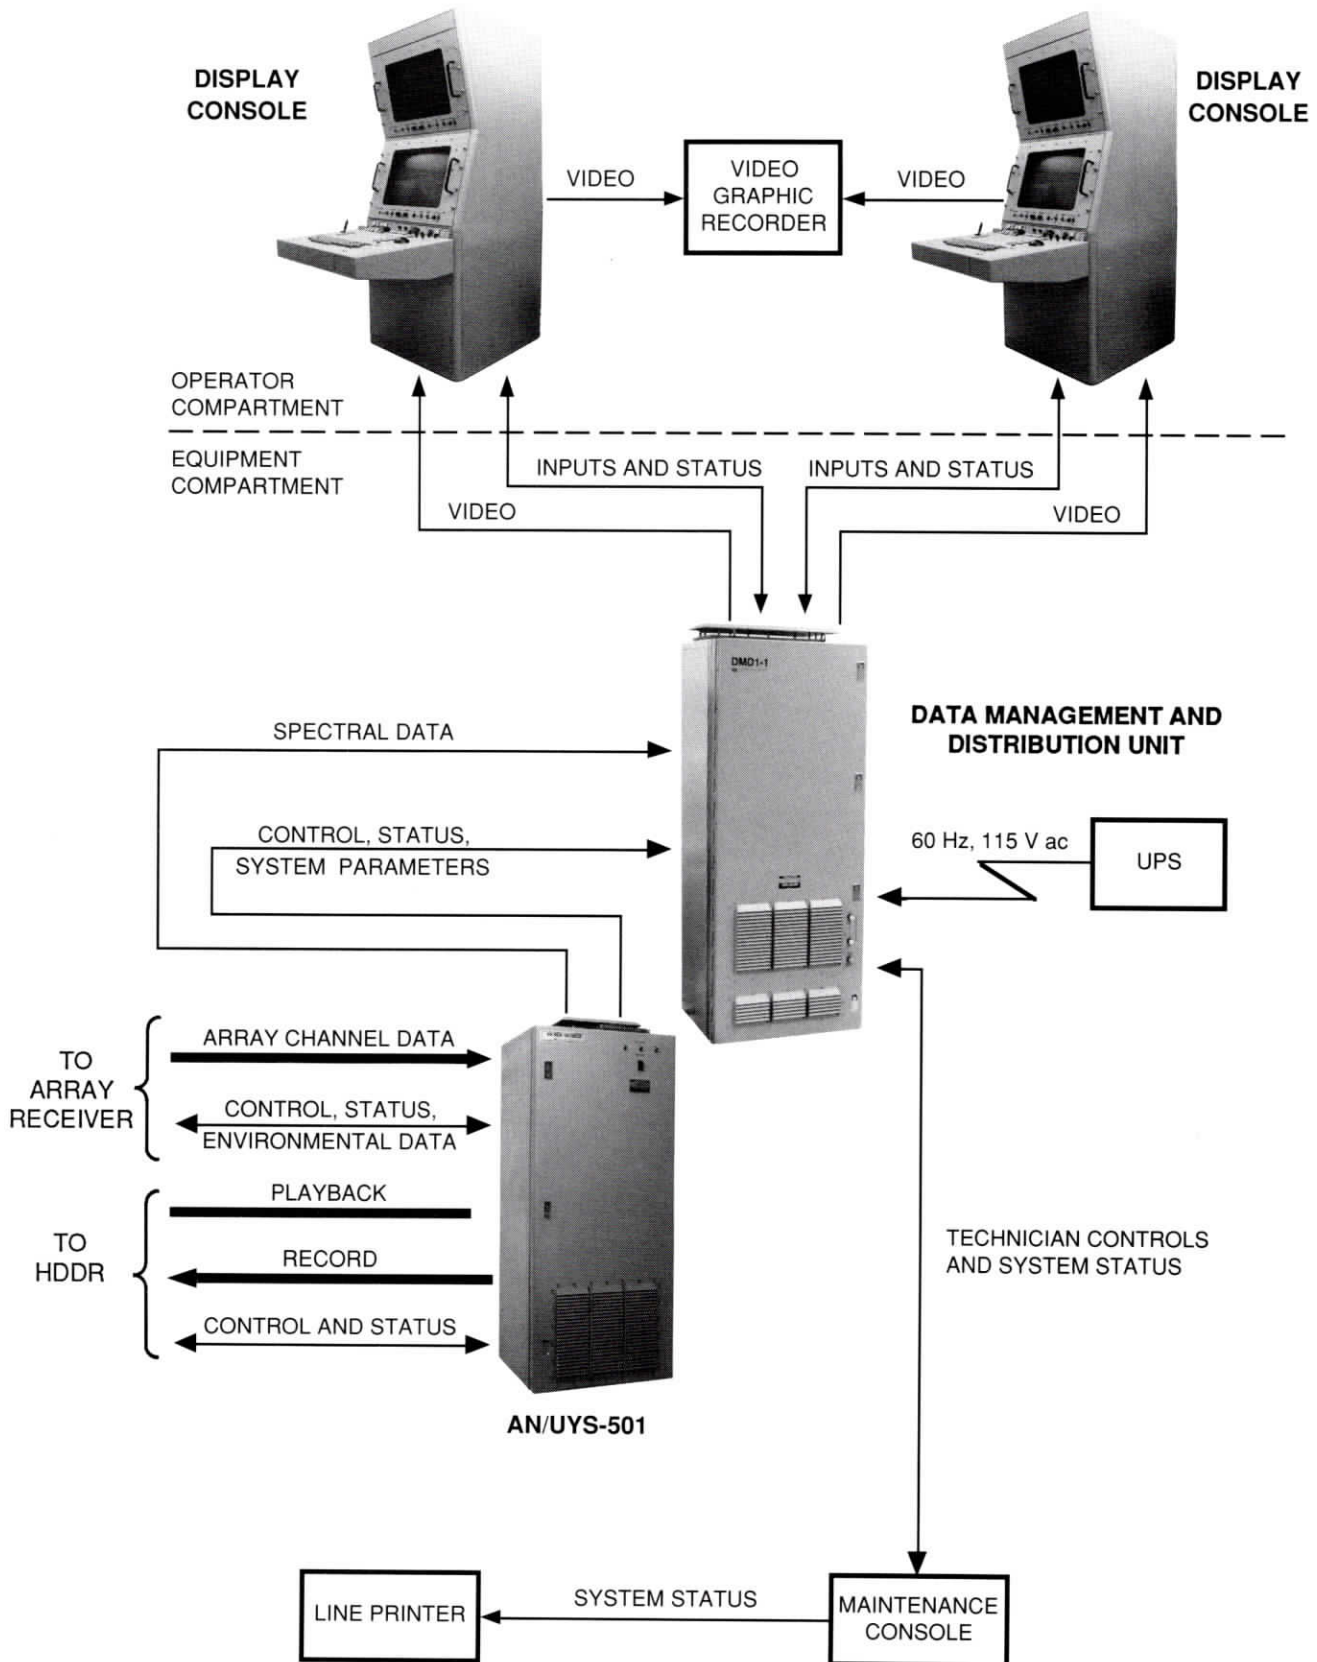 DISPLAY
CONSOLE
DISPLAY
CONSOLE
VIDEO
VIDEO
GRAPHIC
RECORDER
VIDEO
OPERATOR
COMPARTMENT
EQUIPMENT
COMPARTMENT
INPUTS AND STATUS
INPUTS AND STATUS
VIDEO
VIDEO
DMD1-1
SPECTRAL DATA
DATA MANAGEMENT AND
DISTRIBUTION UNIT
CONTROL, STATUS,
SYSTEM PARAMETERS
60 Hz, 115 V ac
UPS
TO
ARRAY
RECEIVER
ARRAY CHANNEL DATA
CONTROL, STATUS,
ENVIRONMENTAL DATA
TO
HDDR
PLAYBACK
RECORD
CONTROL AND STATUS
TECHNICIAN CONTROLS
AND SYSTEM STATUS
AN/UYS-501
LINE PRINTER
SYSTEM STATUS
MAINTENANCE
CONSOLE